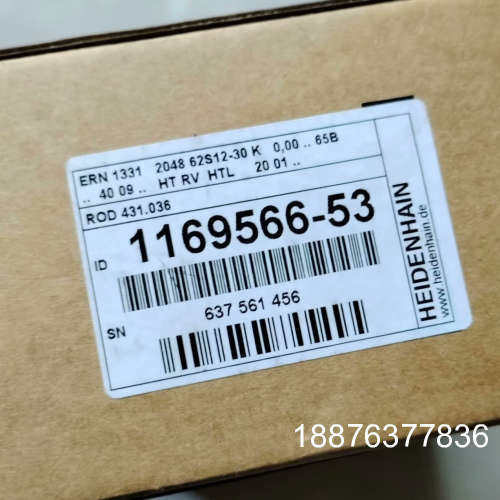 ERN 1331 2048 62S12-30 K 0,00 .. 65B
.. 40 09 .. HT RV HTL 20 01 ..
ROD 431.036
ID 1169566-53
SN 637 561 456
HEIDENHAIN
www.heidenhain.de
18876377836